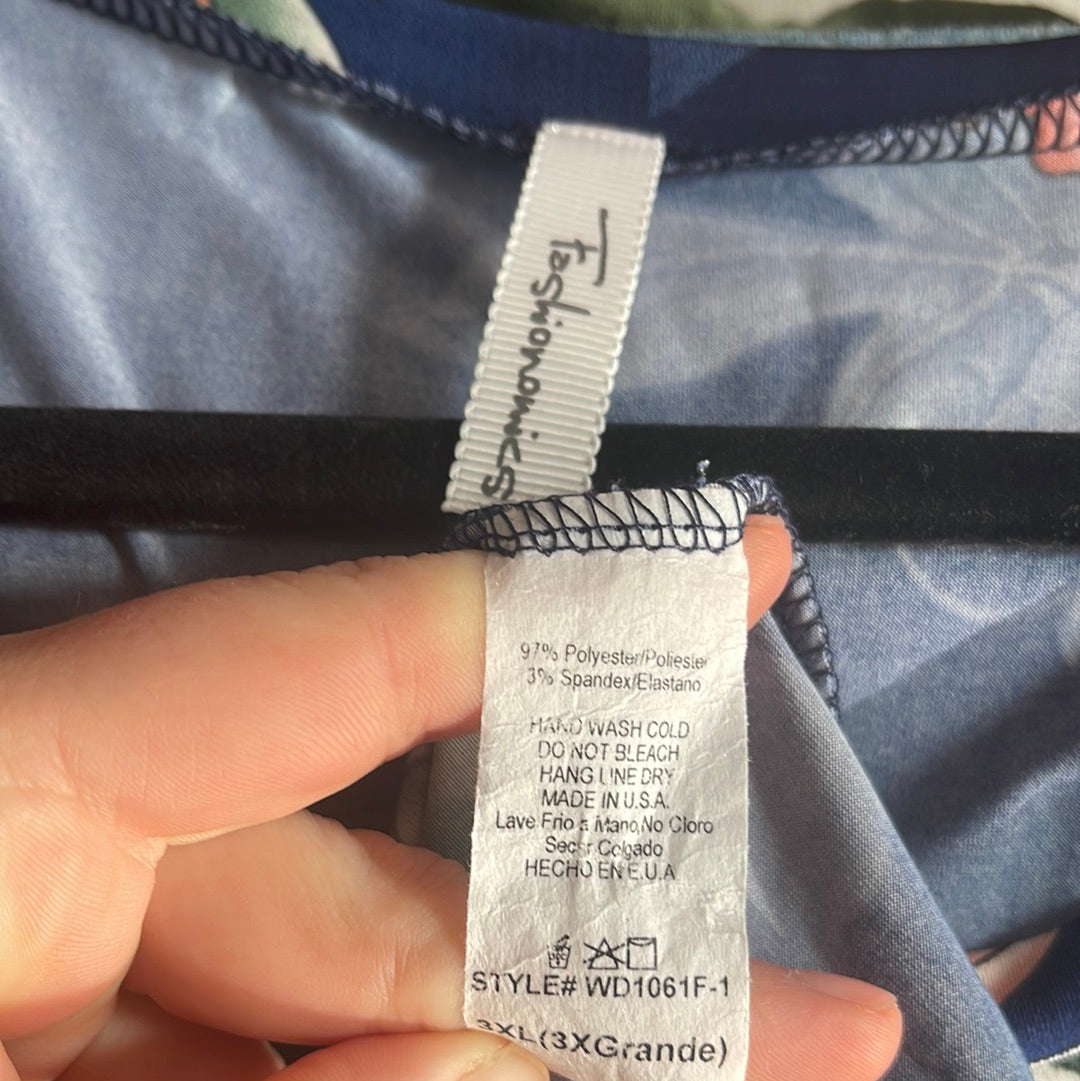 Fashionomics
97% Polyester/Poliester
3% Spandex/Elastano
HAND WASH COLD
DO NOT BLEACH
HANG LINE DRY
MADE IN U.S.A.
Lave Frio a Mano,No Cloro
Secar Colgado
HECHO EN E.U.A
STYLE# WD1061F-1
3XL(3XGrande)